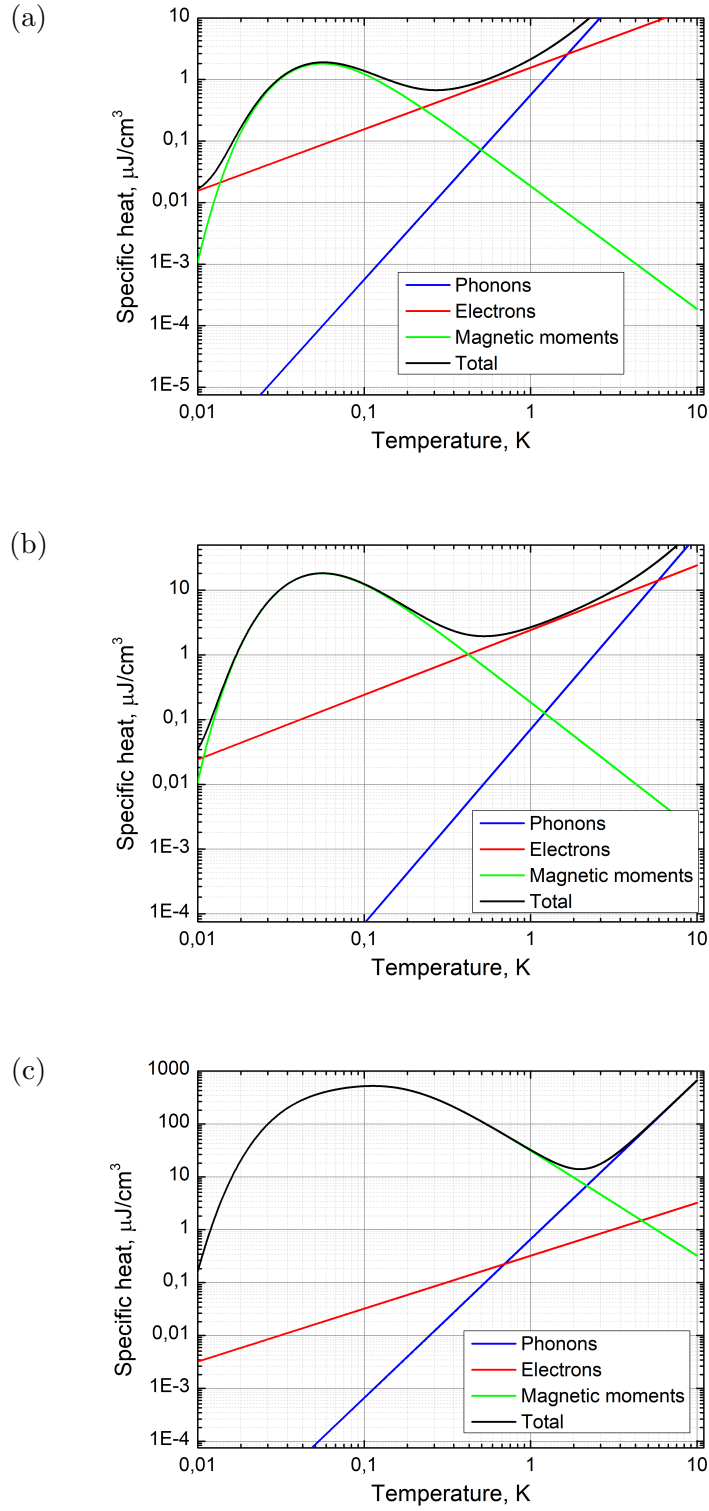 (a)
10
1
0,1
0,01
1E-3
1E-4
1E-5
Specific heat, μJ/cm³
Phonons
Electrons
Magnetic moments
Total
0,01
0,1
1
10
Temperature, K
(b)
10
1
0,1
0,01
1E-3
1E-4
Specific heat, μJ/cm³
Phonons
Electrons
Magnetic moments
Total
0,01
0,1
1
10
Temperature, K
(c)
1000
100
10
1
0,1
0,01
1E-3
1E-4
Specific heat, μJ/cm³
Phonons
Electrons
Magnetic moments
Total
0,01
0,1
1
10
Temperature, K